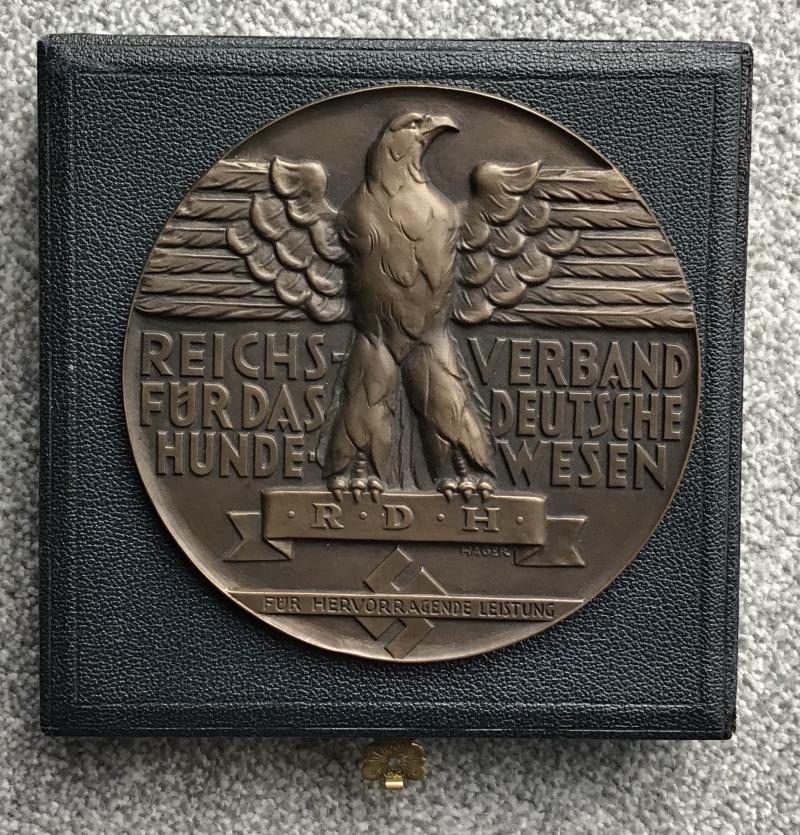 REICHS- VERBAND
FÜR DAS DEUTSCHE
HUNDE- WESEN
· R · D · H ·
HAGER
FÜR HERVORRAGENDE LEISTUNG